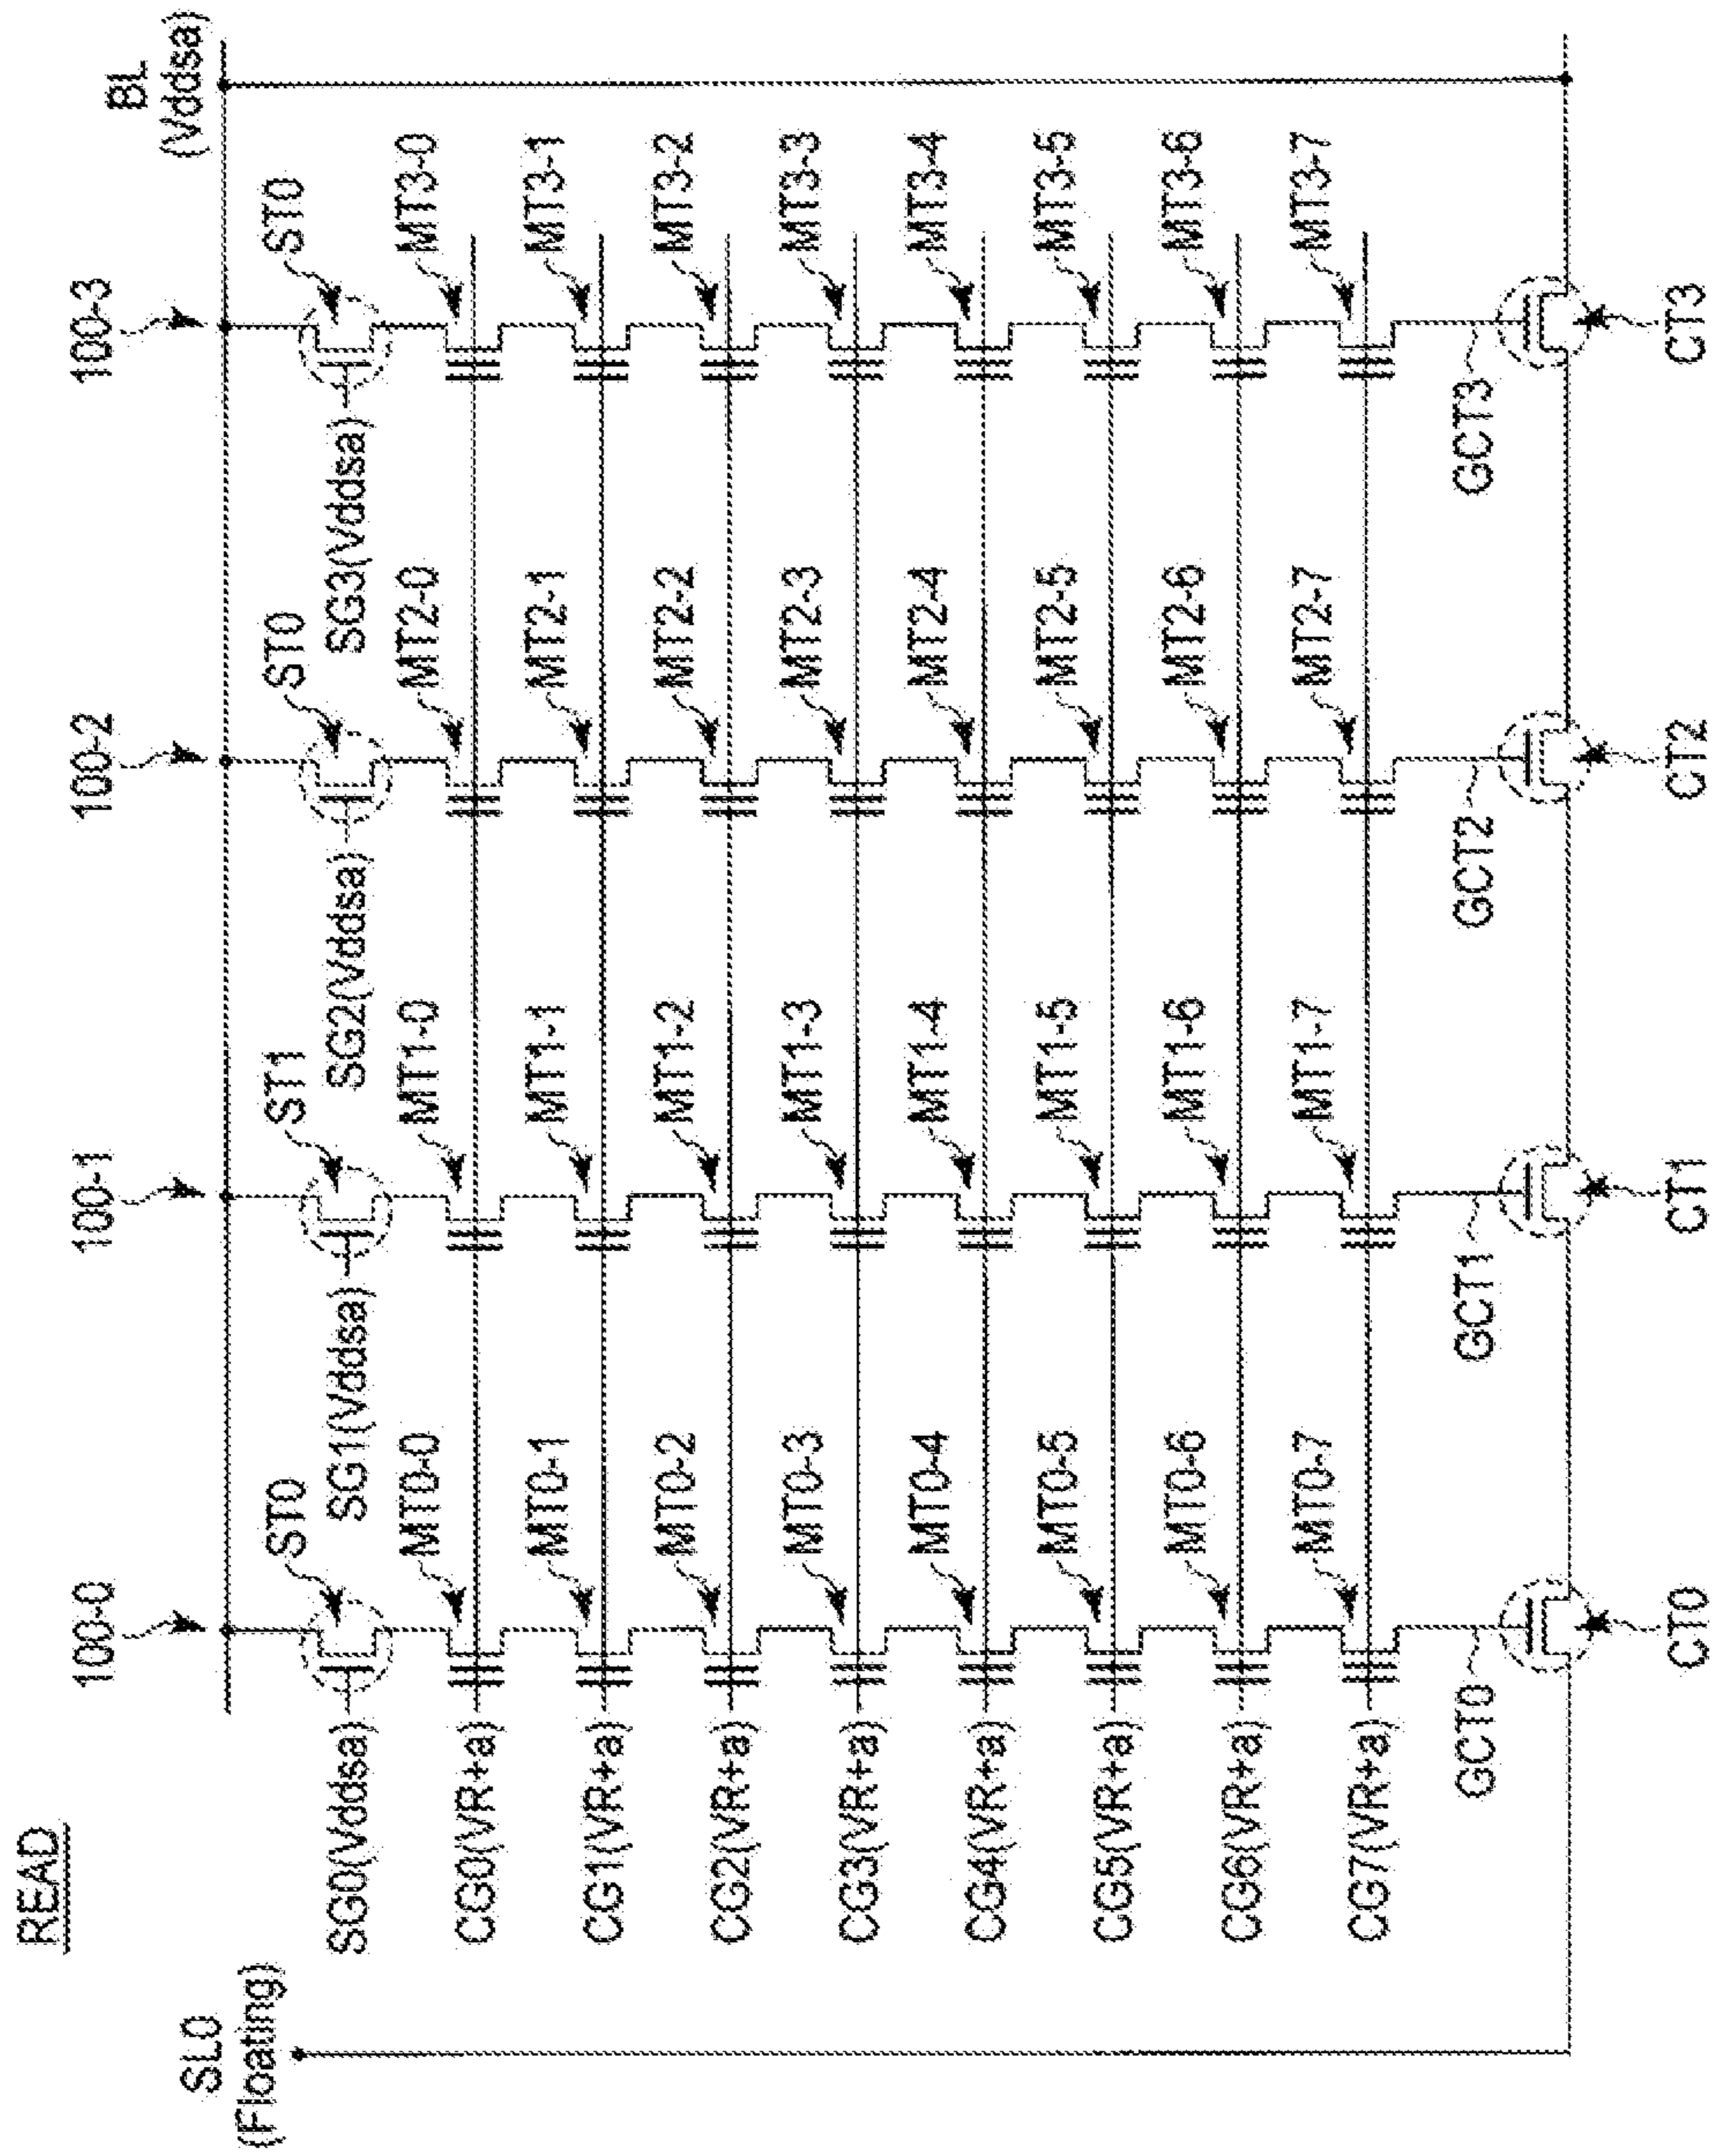 READ
SL0
(Floating)
BL
(Vddsa)
100-0
100-1
100-2
100-3
ST0
ST1
ST0
ST0
SG0(Vddsa)
SG1(Vddsa)
SG2(Vddsa)
SG3(Vddsa)
CG0(VR+a)
MT0-0
MT1-0
MT2-0
MT3-0
CG1(VR+a)
MT0-1
MT1-1
MT2-1
MT3-1
CG2(VR+a)
MT0-2
MT1-2
MT2-2
MT3-2
CG3(VR+a)
MT0-3
MT1-3
MT2-3
MT3-3
CG4(VR+a)
MT0-4
MT1-4
MT2-4
MT3-4
CG5(VR+a)
MT0-5
MT1-5
MT2-5
MT3-5
CG6(VR+a)
MT0-6
MT1-6
MT2-6
MT3-6
CG7(VR+a)
MT0-7
MT1-7
MT2-7
MT3-7
GCT0
GCT1
GCT2
GCT3
CT0
CT1
CT2
CT3